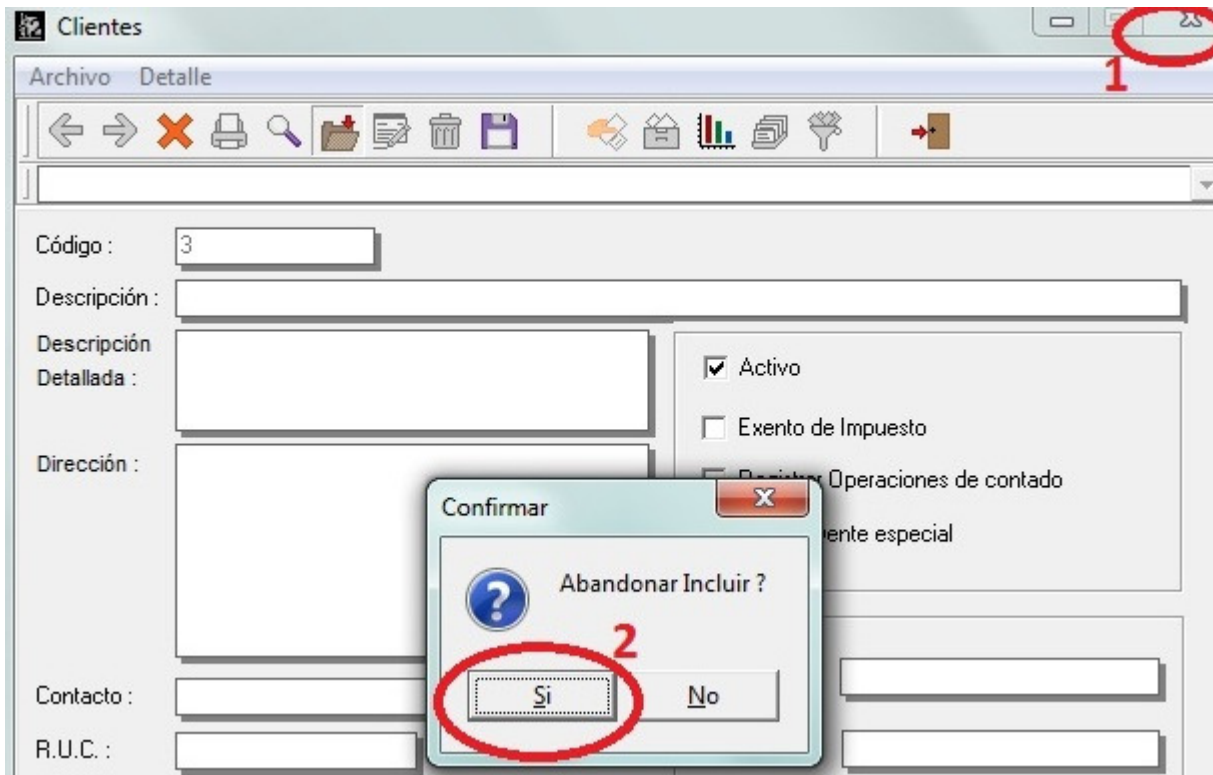 Clientes
1
Archivo Detalle
Código : 3
Descripción :
Descripción
Detallada :
Activo
Exento de Impuesto
Dirección :
Registrar Operaciones de contado
Confirmar
especial
Abandonar Incluir ?
2
Si No
Contacto :
R.U.C. :